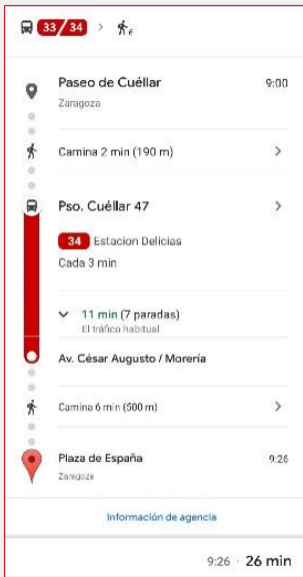 33/34 > 6
Paseo de Cuéllar 9:00
Zaragoza
Camina 2 min (190 m)
Pso. Cuéllar 47
34 Estacion Delicias
Cada 3 min
11 min (7 paradas)
El tráfico habitual
Av. César Augusto / Morería
Camina 6 min (500 m)
Plaza de España 9:26
Zaragoza
Información de agencia
9:26 · 26 min